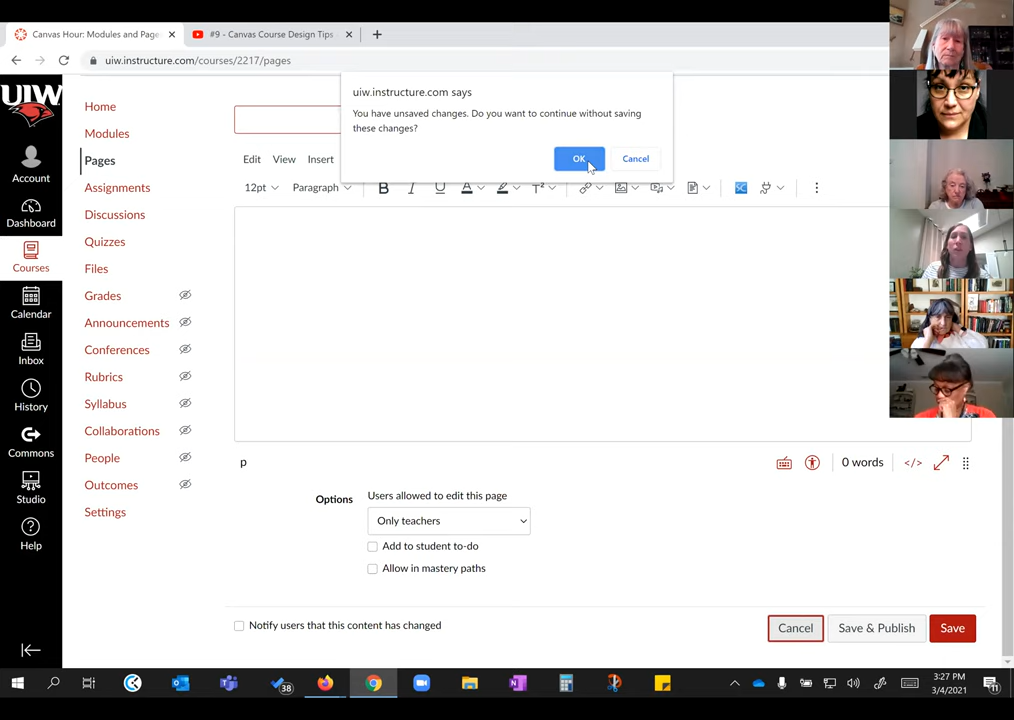 Canvas Hour: Modules and Page
#9 - Canvas Course Design Tips
uiw.instructure.com/courses/2217/pages
uiw.instructure.com says
You have unsaved changes. Do you want to continue without saving
these changes?
OK
Cancel
UIW
Account
Dashboard
Courses
Calendar
Inbox
History
Commons
Studio
Help
Home
Modules
Pages
Assignments
Discussions
Quizzes
Files
Grades
Announcements
Conferences
Rubrics
Syllabus
Collaborations
People
Outcomes
Settings
Edit View Insert
12pt Paragraph B I U A T²
p
0 words </>
Options
Users allowed to edit this page
Only teachers
Add to student to-do
Allow in mastery paths
Notify users that this content has changed
Cancel
Save & Publish
Save
38
3:27 PM
3/4/2021
11